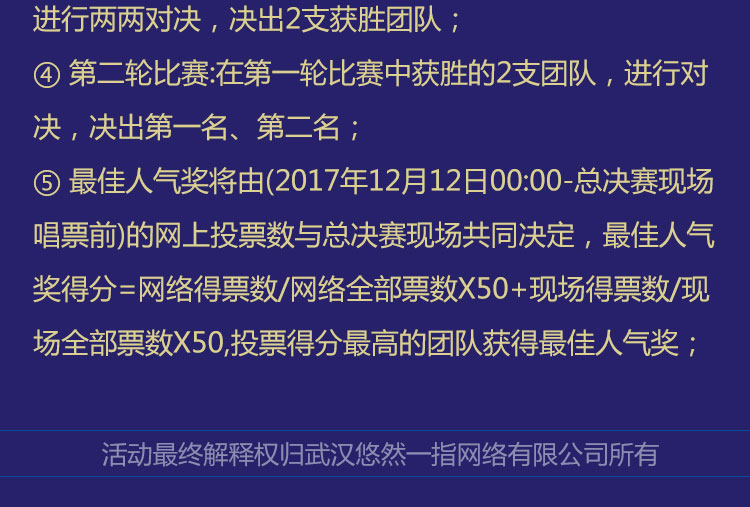 进行两两对决，决出2支获胜团队；
④ 第二轮比赛:在第一轮比赛中获胜的2支团队，进行对
决，决出第一名、第二名；
⑤ 最佳人气奖将由(2017年12月12日00:00-总决赛现场
唱票前)的网上投票数与总决赛现场共同决定，最佳人气
奖得分=网络得票数/网络全部票数X50+现场得票数/现
场全部票数X50,投票得分最高的团队获得最佳人气奖；
活动最终解释权归武汉悠然一指网络有限公司所有